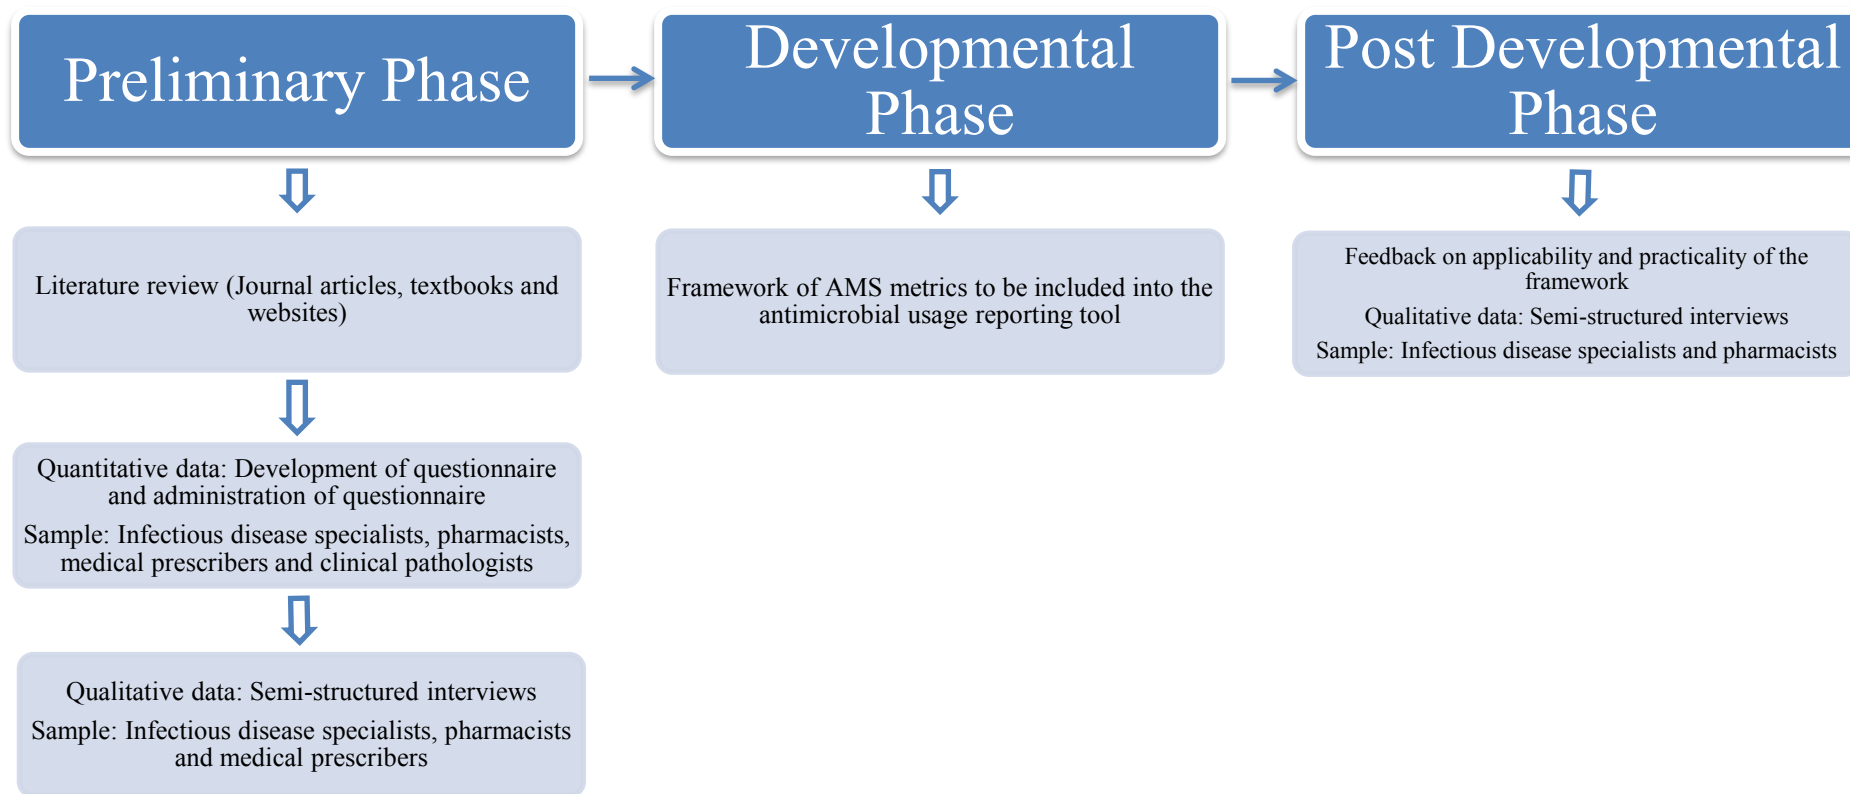 Preliminary Phase
Developmental
Phase
Post Developmental
Phase
Literature review (Journal articles, textbooks and
websites)
Quantitative data: Development of questionnaire
and administration of questionnaire
Sample: Infectious disease specialists, pharmacists,
medical prescribers and clinical pathologists
Qualitative data: Semi-structured interviews
Sample: Infectious disease specialists, pharmacists
and medical prescribers
Framework of AMS metrics to be included into the
antimicrobial usage reporting tool
Feedback on applicability and practicality of the
framework
Qualitative data: Semi-structured interviews
Sample: Infectious disease specialists and pharmacists